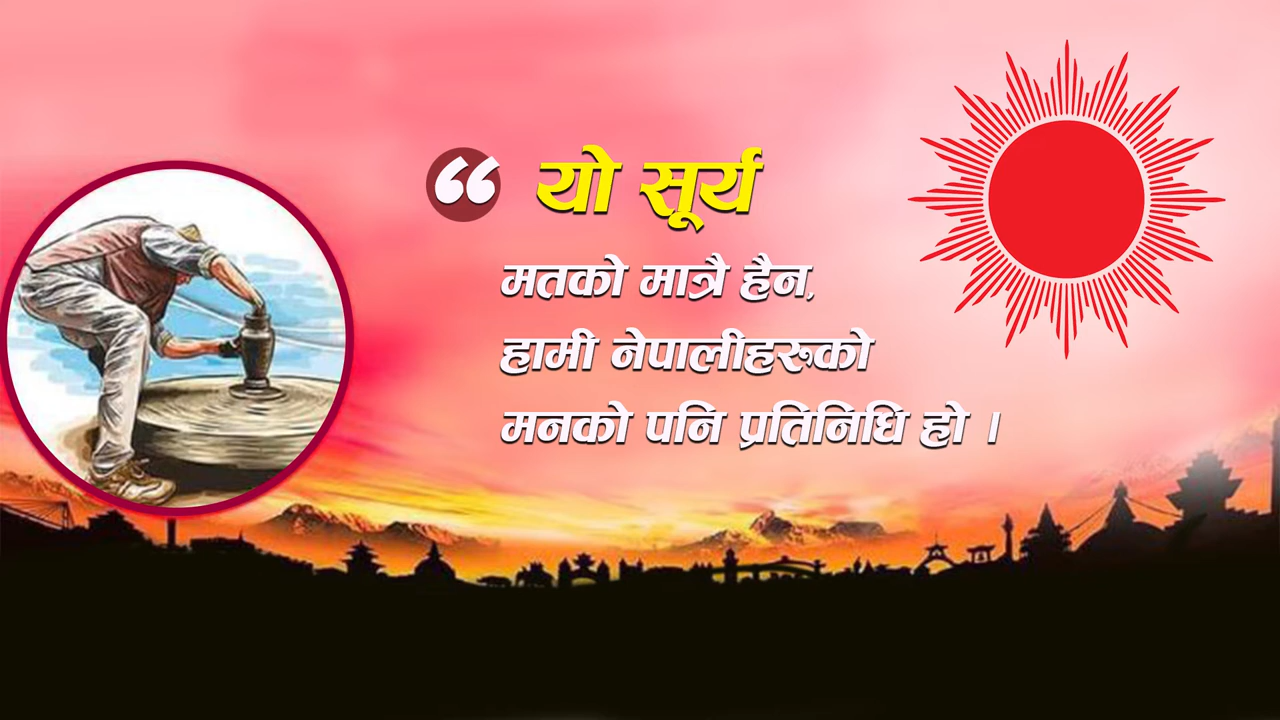 “ यो सूर्य
मतको मात्रै हैन,
हामी नेपालीहरुको
मनको पनि प्रतिनिधि हो ।